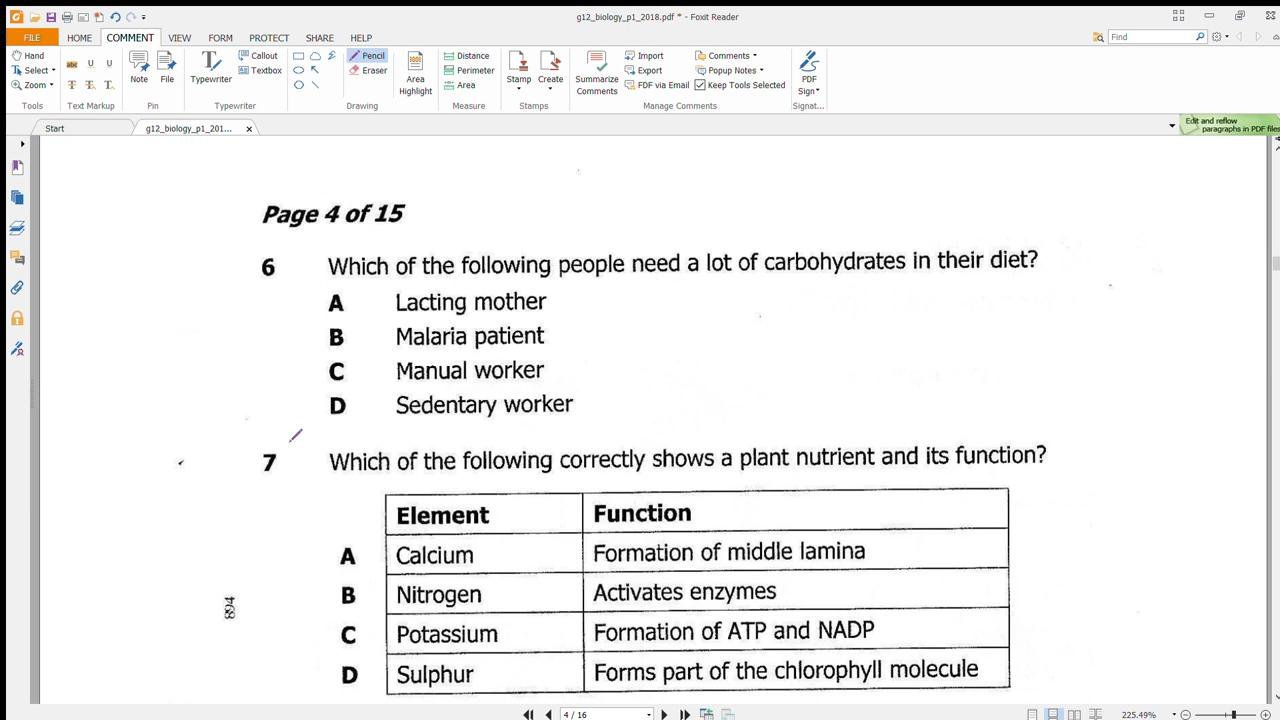 g12_biology_p1_2018.pdf * - Foxit Reader
FILE HOME COMMENT VIEW FORM PROTECT SHARE HELP
Find
Hand
Select
Zoom
Tools
Text Markup
Note
File
Pin
Typewriter
Callout
Textbox
Typewriter
Pencil
Eraser
Drawing
Area
Highlight
Distance
Perimeter
Area
Measure
Stamp
Create
Stamps
Summarize
Comments
Import
Export
FDF via Email
Comments
Popup Notes
Keep Tools Selected
Manage Comments
PDF
Sign
Signat...
Start
g12_biology_p1_201...
Edit and reflow
paragraphs in PDF files
Page 4 of 15
6 Which of the following people need a lot of carbohydrates in their diet?
A Lacting mother
B Malaria patient
C Manual worker
D Sedentary worker
7 Which of the following correctly shows a plant nutrient and its function?
Element Function
A Calcium Formation of middle lamina
B Nitrogen Activates enzymes
C Potassium Formation of ATP and NADP
D Sulphur Forms part of the chlorophyll molecule
894
4 / 16
225.49%